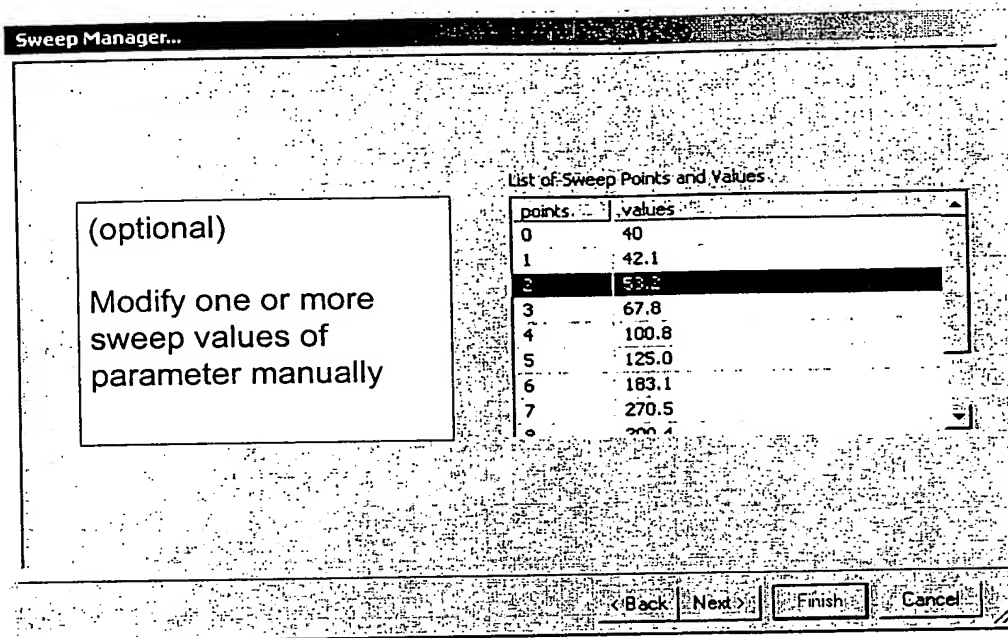 Sweep Manager...
(optional)
Modify one or more
sweep values of
parameter manually
List of Sweep Points and Values
points values
0 40
1 42.1
2 53.2
3 67.8
4 100.8
5 125.0
6 183.1
7 270.5
< Back Next > Finish Cancel